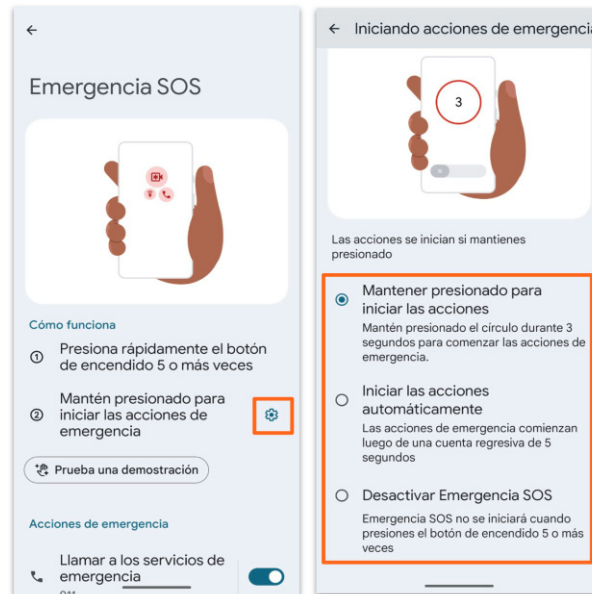 Emergencia SOS
Cómo funciona
1
Presiona rápidamente el botón
de encendido 5 o más veces
2
Mantén presionado para
iniciar las acciones de
emergencia
Prueba una demostración
Acciones de emergencia
Llamar a los servicios de
emergencia
Iniciando acciones de emergencia
3
Las acciones se inician si mantienes
presionado
Mantener presionado para
iniciar las acciones
Mantén presionado el círculo durante 3
segundos para comenzar las acciones de
emergencia.
Iniciar las acciones
automáticamente
Las acciones de emergencia comienzan
luego de una cuenta regresiva de 5
segundos
Desactivar Emergencia SOS
Emergencia SOS no se iniciará cuando
presiones el botón de encendido 5 o más
veces